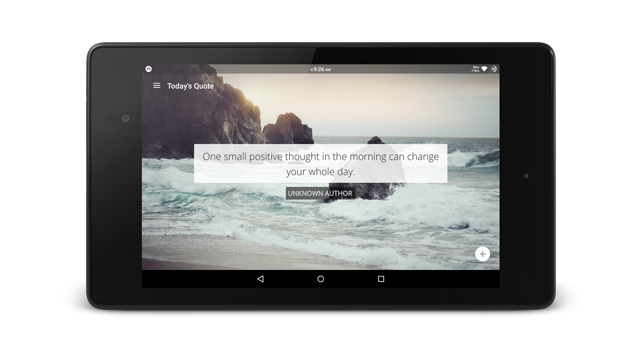 9:26 AM
Today's Quote
One small positive thought in the morning can change
your whole day.
UNKNOWN AUTHOR